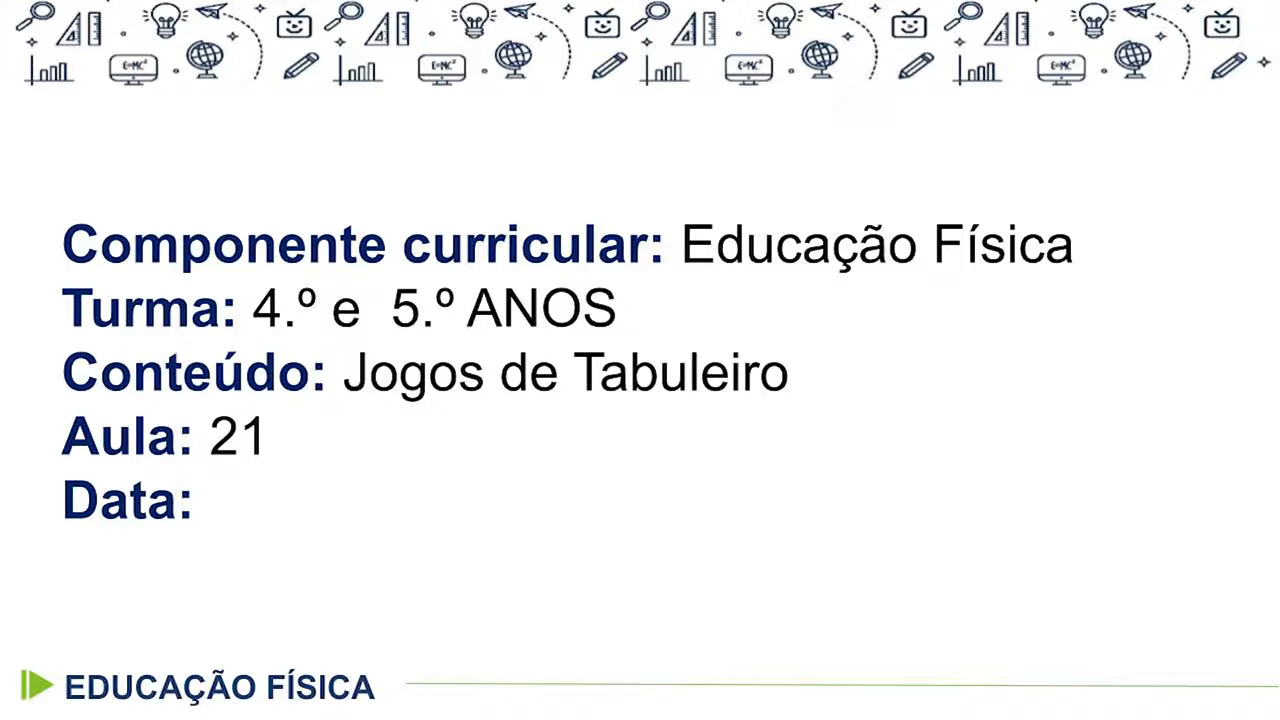 Componente curricular: Educação Física
Turma: 4.º e 5.º ANOS
Conteúdo: Jogos de Tabuleiro
Aula: 21
Data:
EDUCAÇÃO FÍSICA